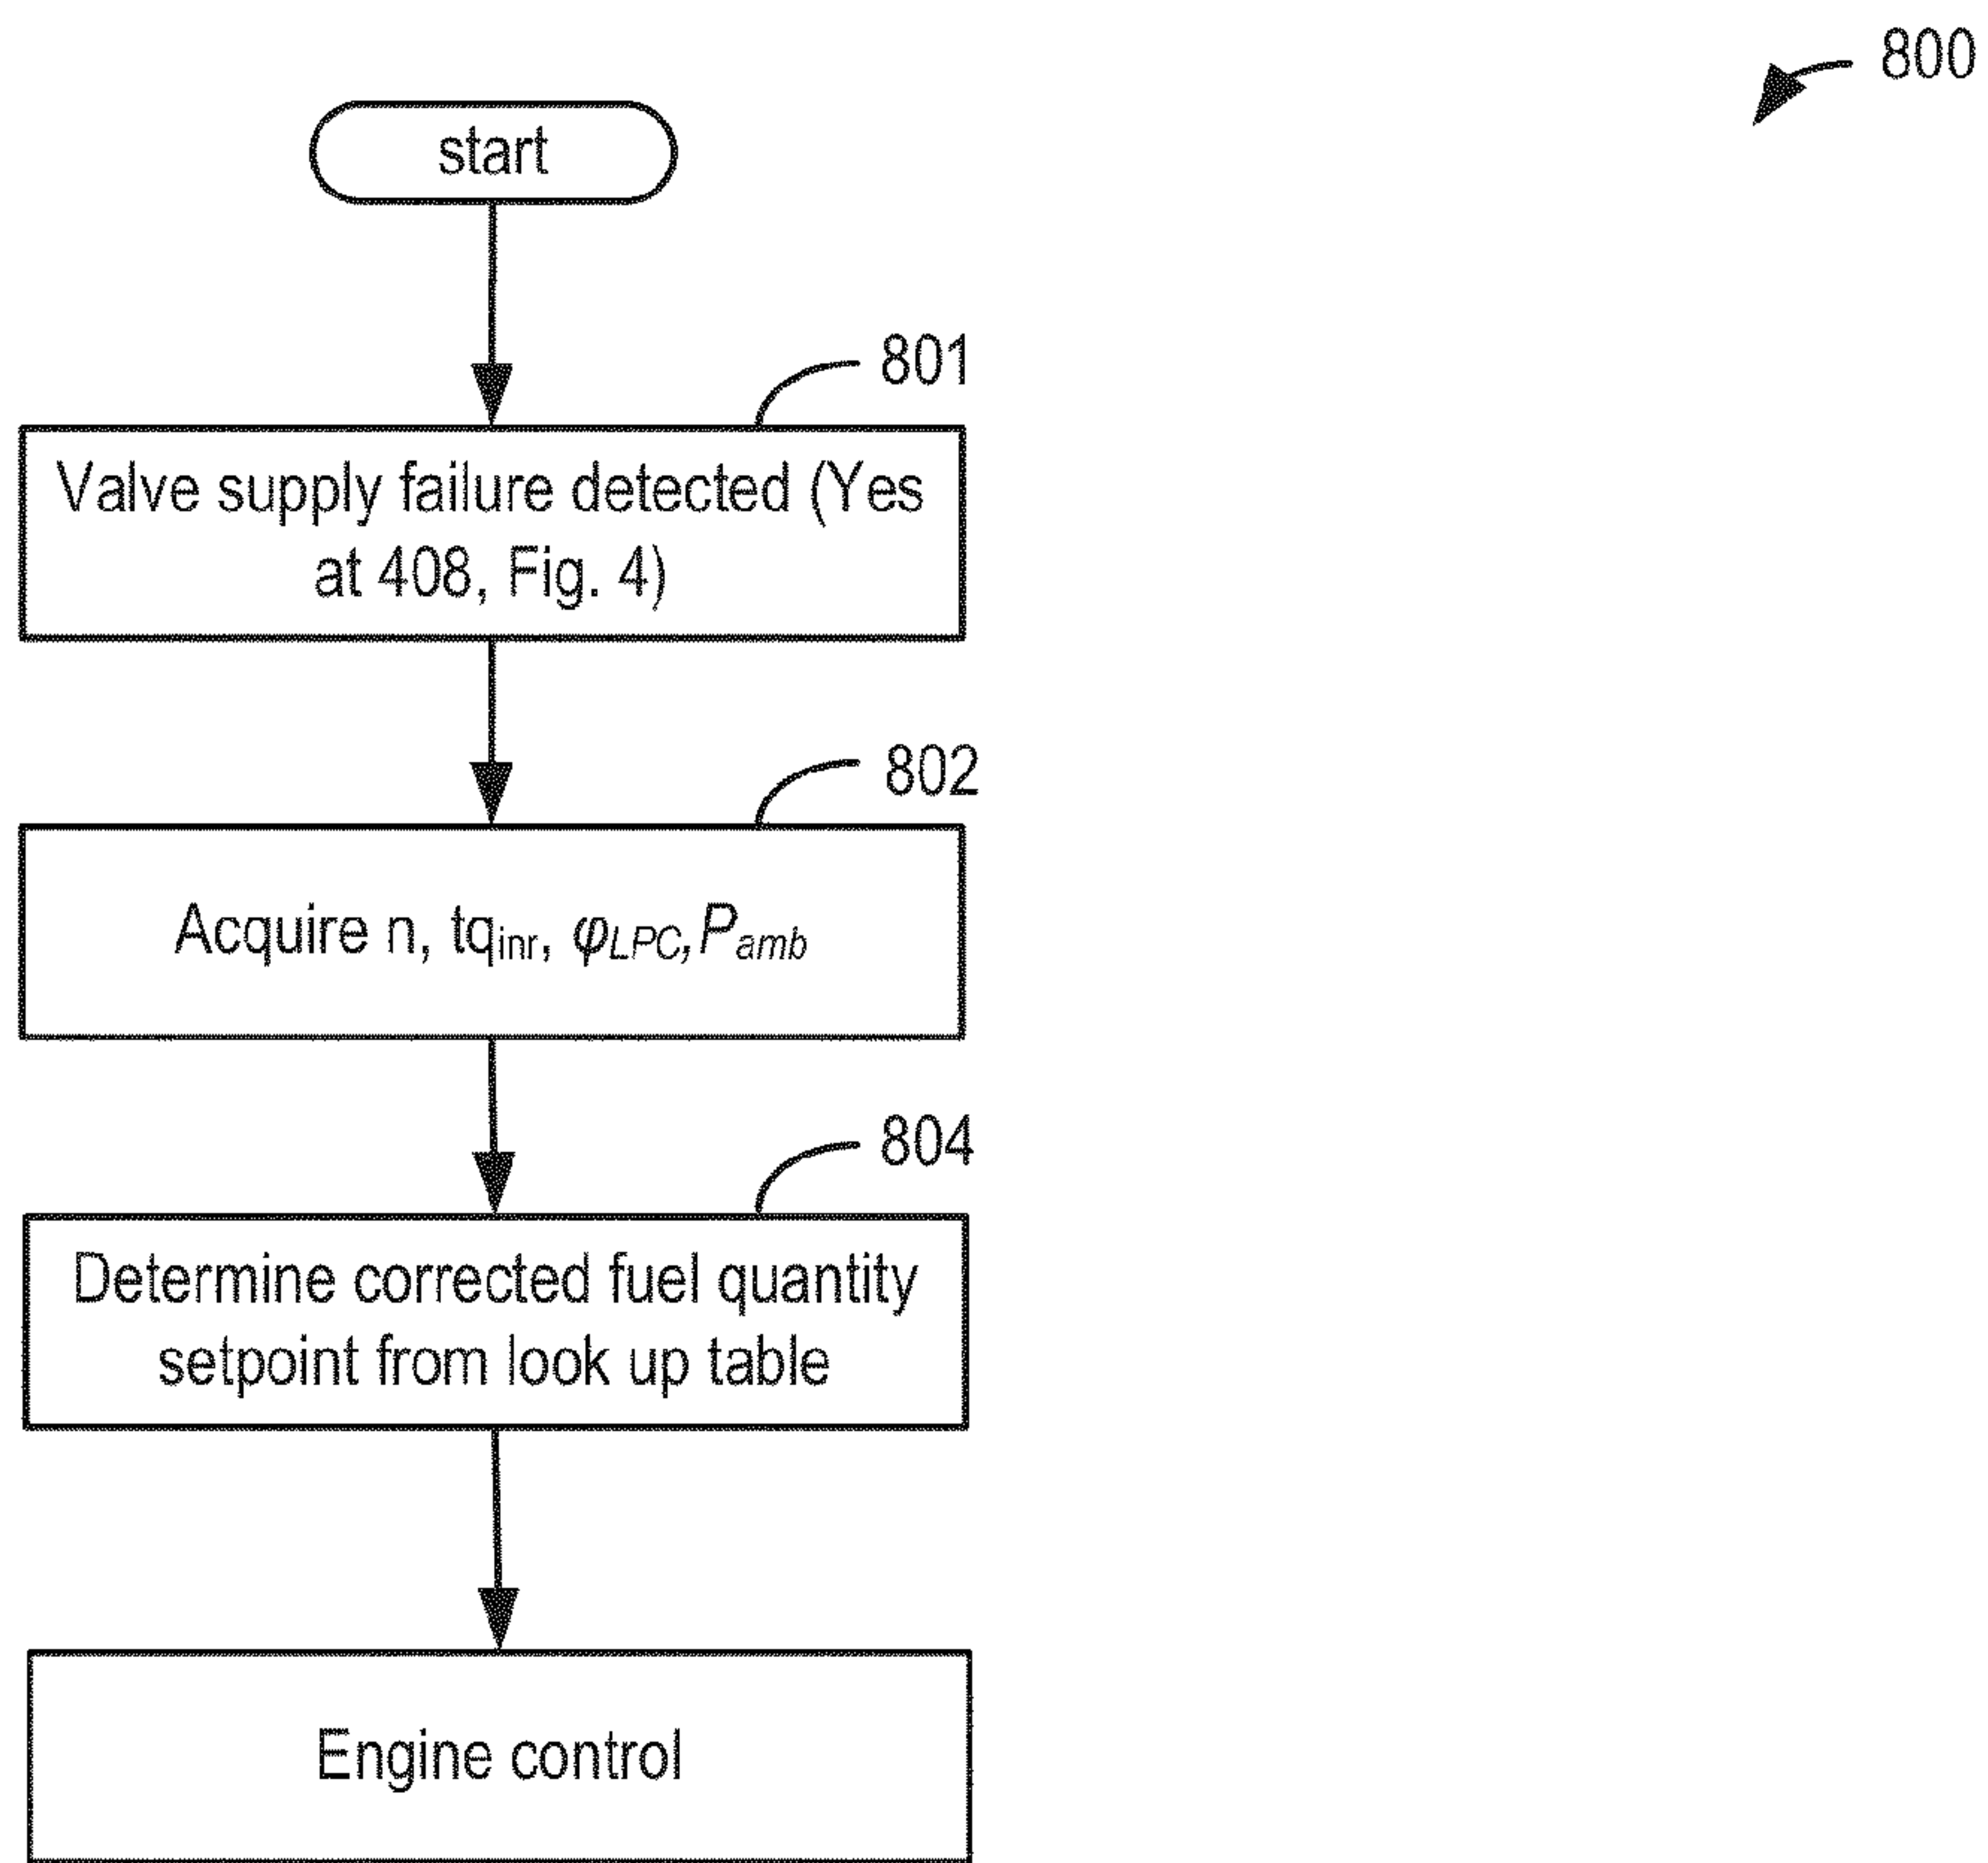 800
start
801
Valve supply failure detected (Yes
at 408, Fig. 4)
802
Acquire n, tqinr, φLPC, Pamb
804
Determine corrected fuel quantity
setpoint from look up table
Engine control